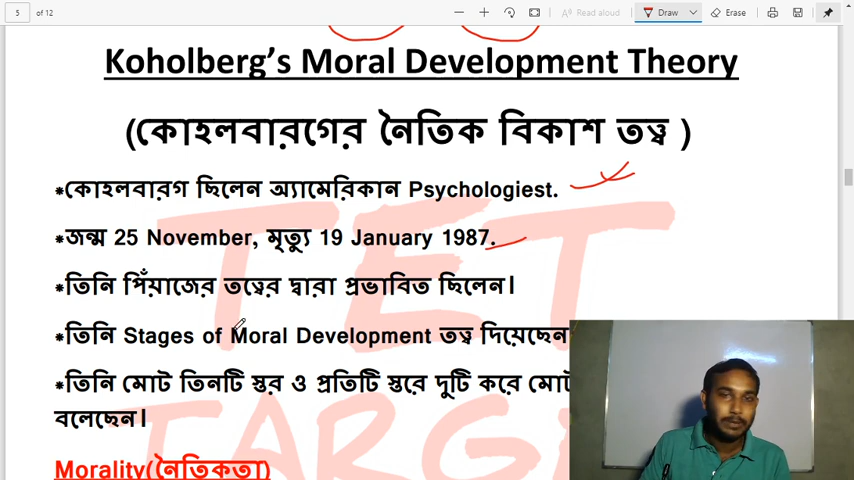 5 of 12
Read aloud
Draw
Erase
Koholberg's Moral Development Theory
(কোহলবারগের নৈতিক বিকাশ তত্ত্ব )
*কোহলবারগ ছিলেন অ্যামেরিকান Psychologiest.
*জন্ম 25 November, মৃত্যু 19 January 1987.
*তিনি পিঁয়াজের তত্ত্বের দ্বারা প্রভাবিত ছিলেন।
*তিনি Stages of Moral Development তত্ত্ব দিয়েছেন
*তিনি মোট তিনটি স্তর ও প্রতিটি স্তরে দুটি করে মোট
বলেছেন।
Morality(নৈতিকতা)
TET
TARG